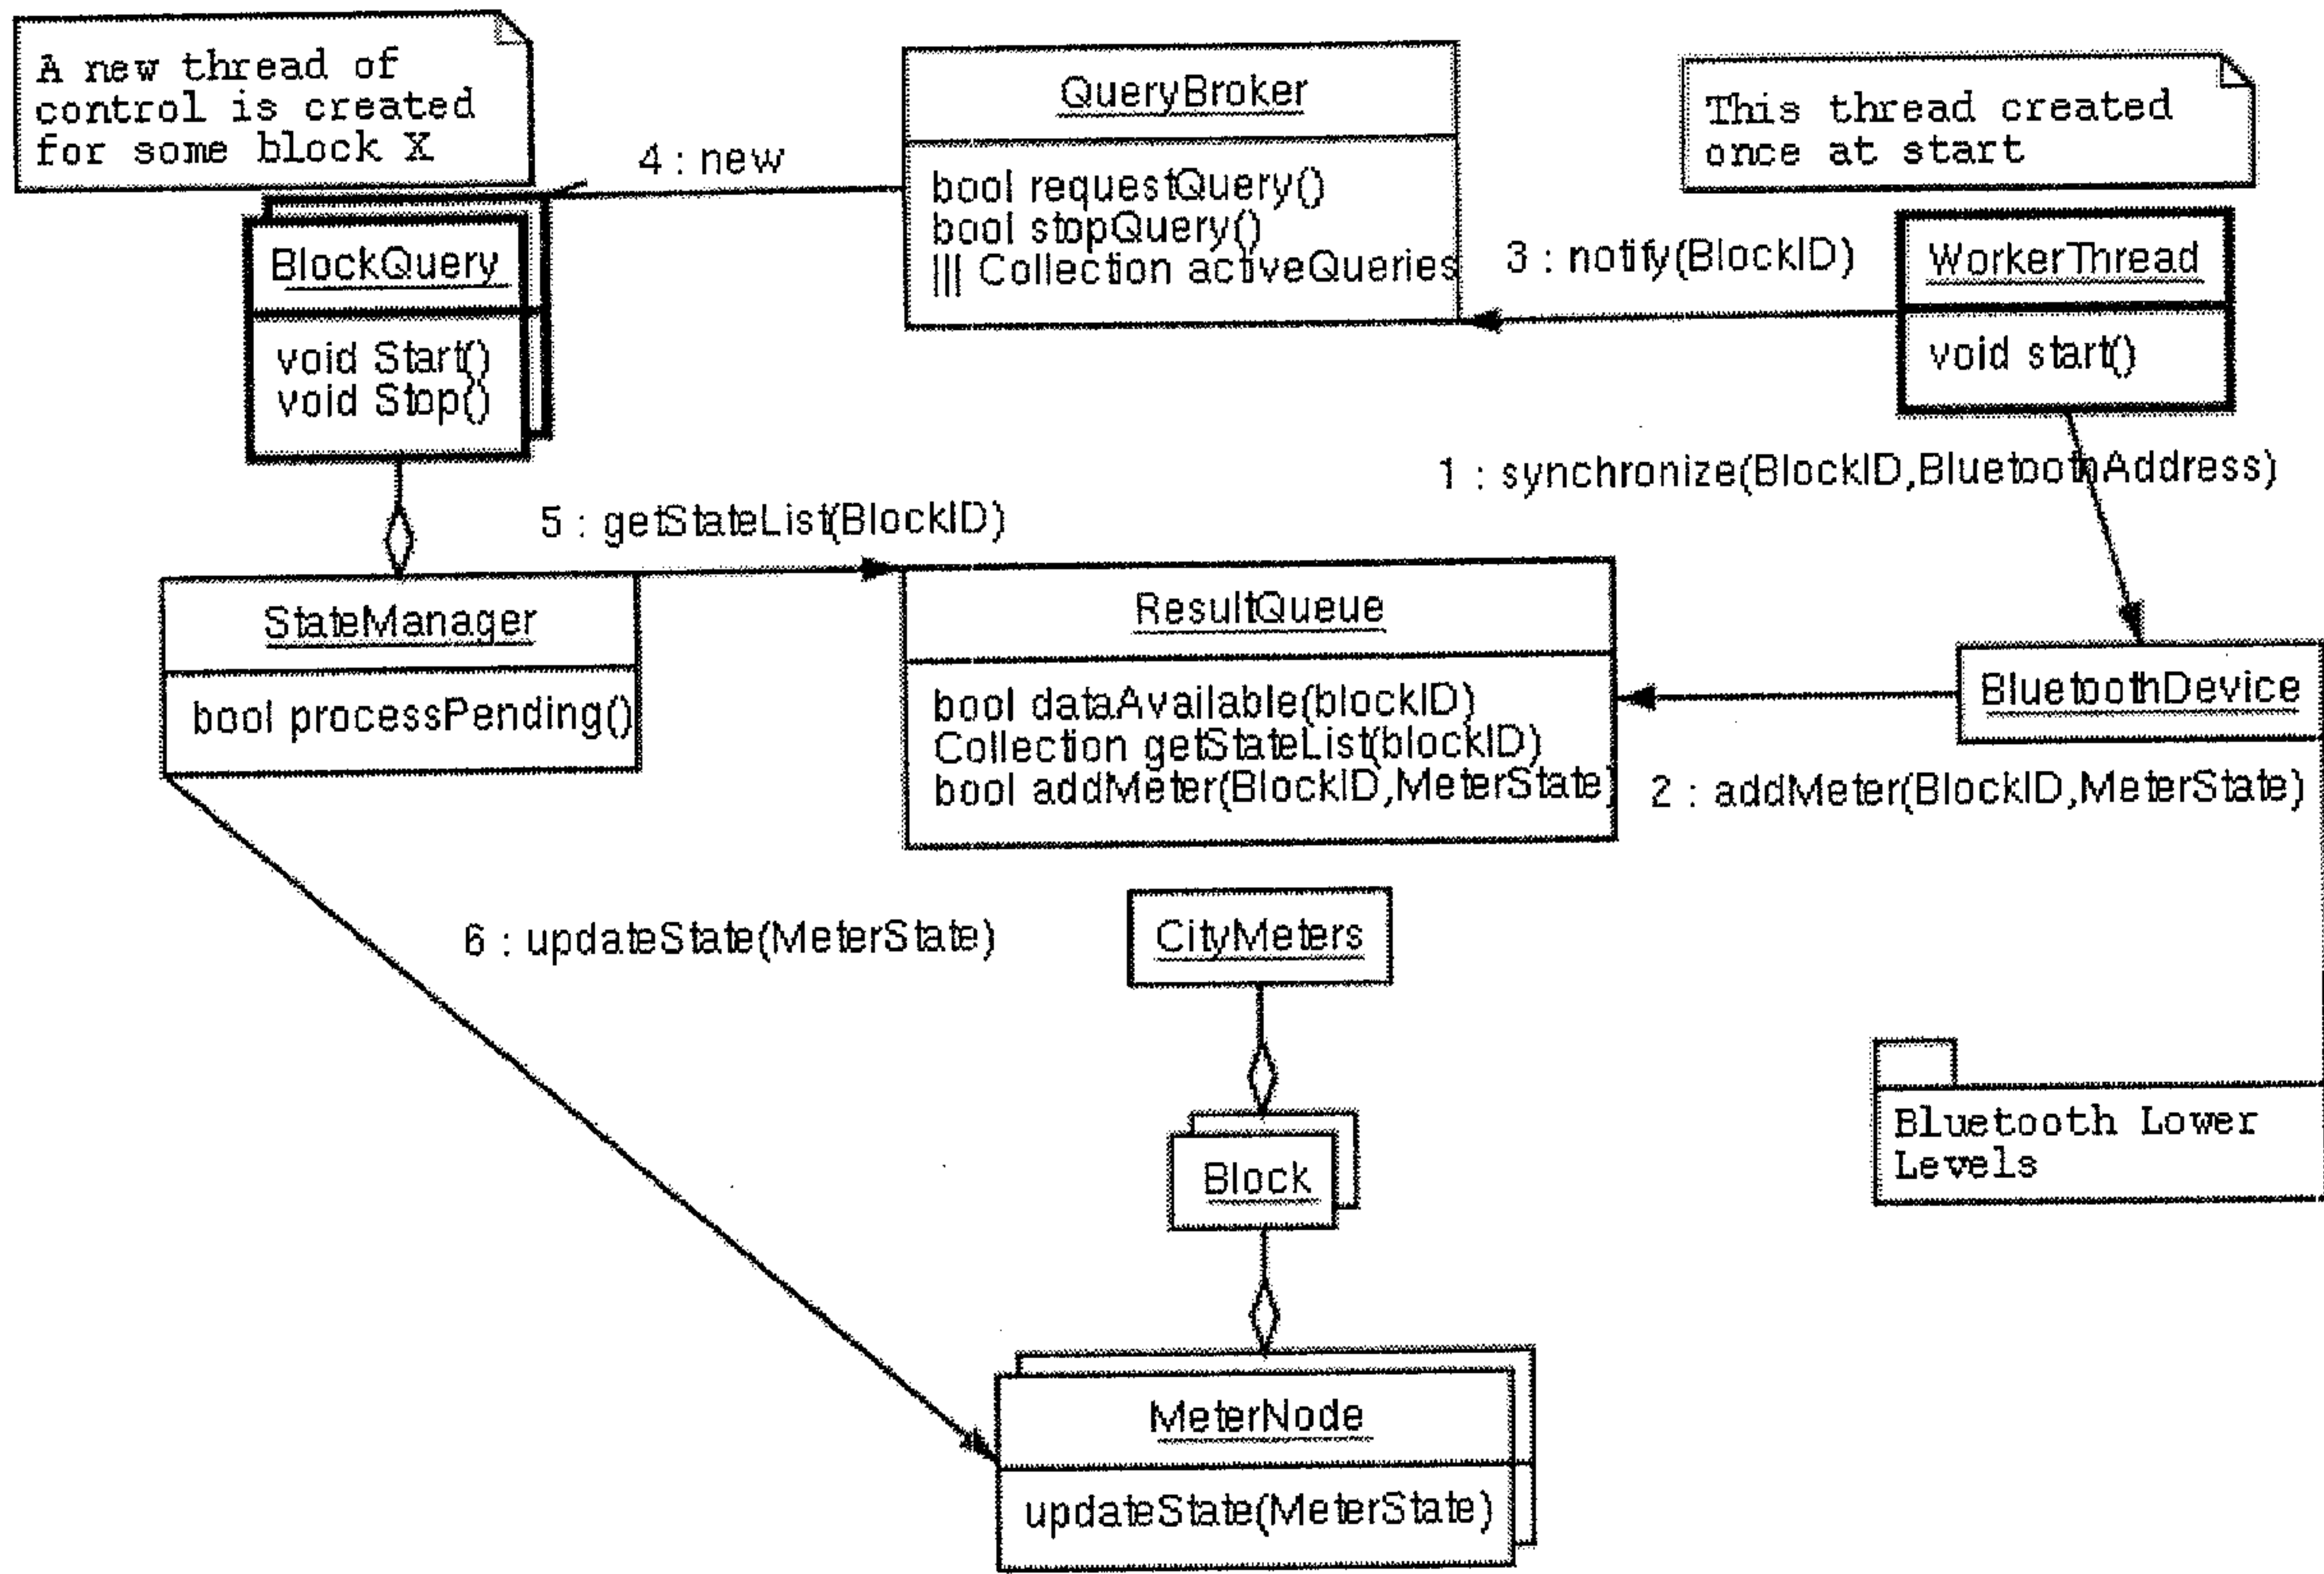 A new thread of
control is created
for some block X
4 : new
QueryBroker
bool requestQuery()
bool stopQuery()
||| Collection activeQueries
This thread created
once at start
3 : notify(BlockID)
WorkerThread
void start()
BlockQuery
void Start()
void Stop()
1 : synchronize(BlockID,BluetoothAddress)
5 : getStateList(BlockID)
StateManager
bool processPending()
ResultQueue
bool dataAvailable(blockID)
Collection getStateList(blockID)
bool addMeter(BlockID,MeterState)
BluetoothDevice
2 : addMeter(BlockID,MeterState)
6 : updateState(MeterState)
CityMeters
Block
Bluetooth Lower
Levels
MeterNode
updateState(MeterState)